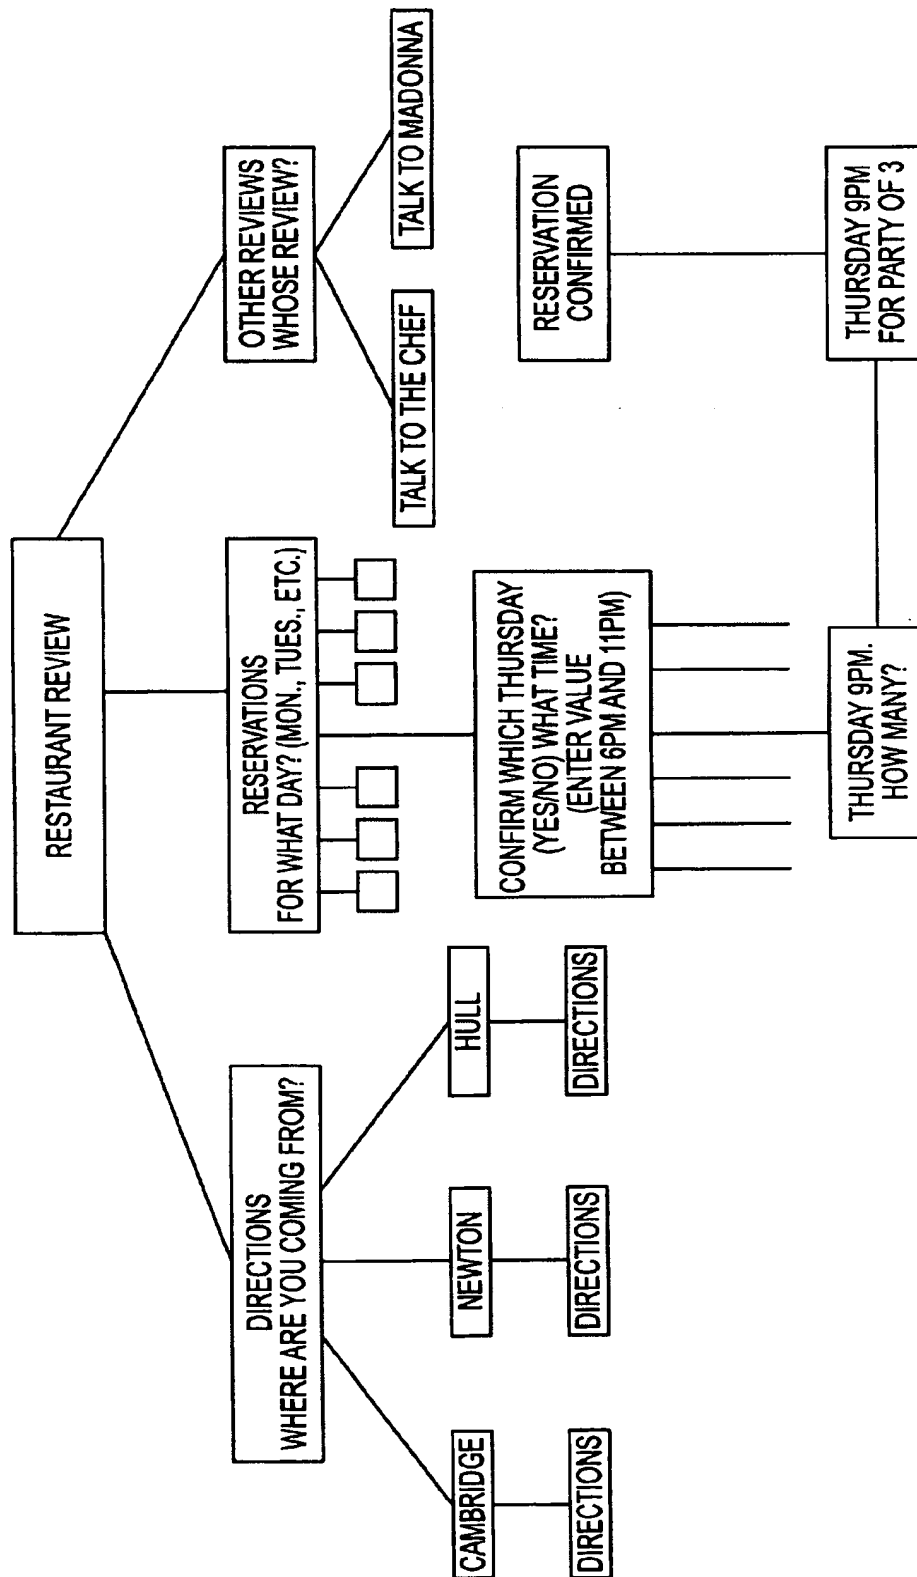 RESTAURANT REVIEW
DIRECTIONS
WHERE ARE YOU COMING FROM?
RESERVATIONS
FOR WHAT DAY? (MON., TUES., ETC.)
OTHER REVIEWS
WHOSE REVIEW?
CAMBRIDGE
NEWTON
HULL
DIRECTIONS
DIRECTIONS
DIRECTIONS
CONFIRM WHICH THURSDAY
(YES/NO) WHAT TIME?
(ENTER VALUE
BETWEEN 6PM AND 11PM)
TALK TO THE CHEF
TALK TO MADONNA
RESERVATION
CONFIRMED
THURSDAY 9PM.
HOW MANY?
THURSDAY 9PM
FOR PARTY OF 3